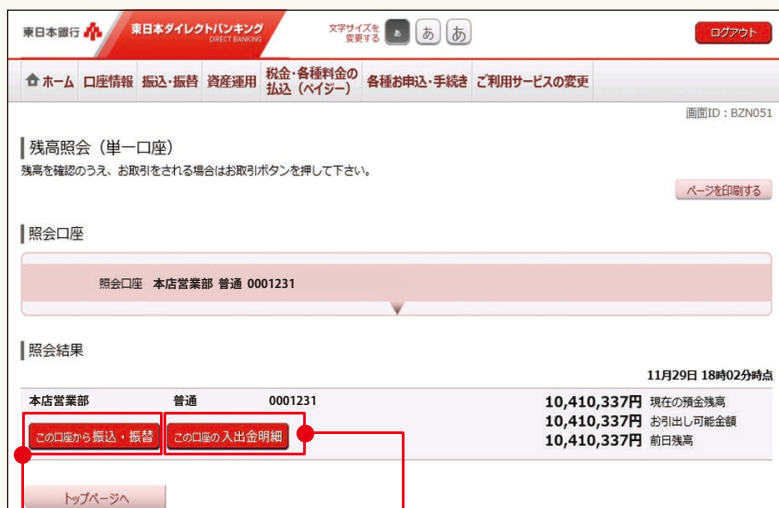 東日本銀行
東日本ダイレクトバンキング
DIRECT BANKING
文字サイズを
変更する
あ あ あ
ログアウト
ホーム 口座情報 振込・振替 資産運用 税金・各種料金の
払込(ペイジー) 各種お申込・手続き ご利用サービスの変更
画面ID:BZN051
残高照会(単一口座)
残高を確認のうえ、お取引をされる場合はお取引ボタンを押して下さい。
ページを印刷する
照会口座
照会口座 本店営業部 普通 0001231
照会結果
11月29日 18時02分時点
本店営業部 普通 0001231 10,410,337円 現在の預金残高
10,410,337円 お引出し可能金額
10,410,337円 前日残高
この口座から振込・振替 この口座の入出金明細
トップページへ